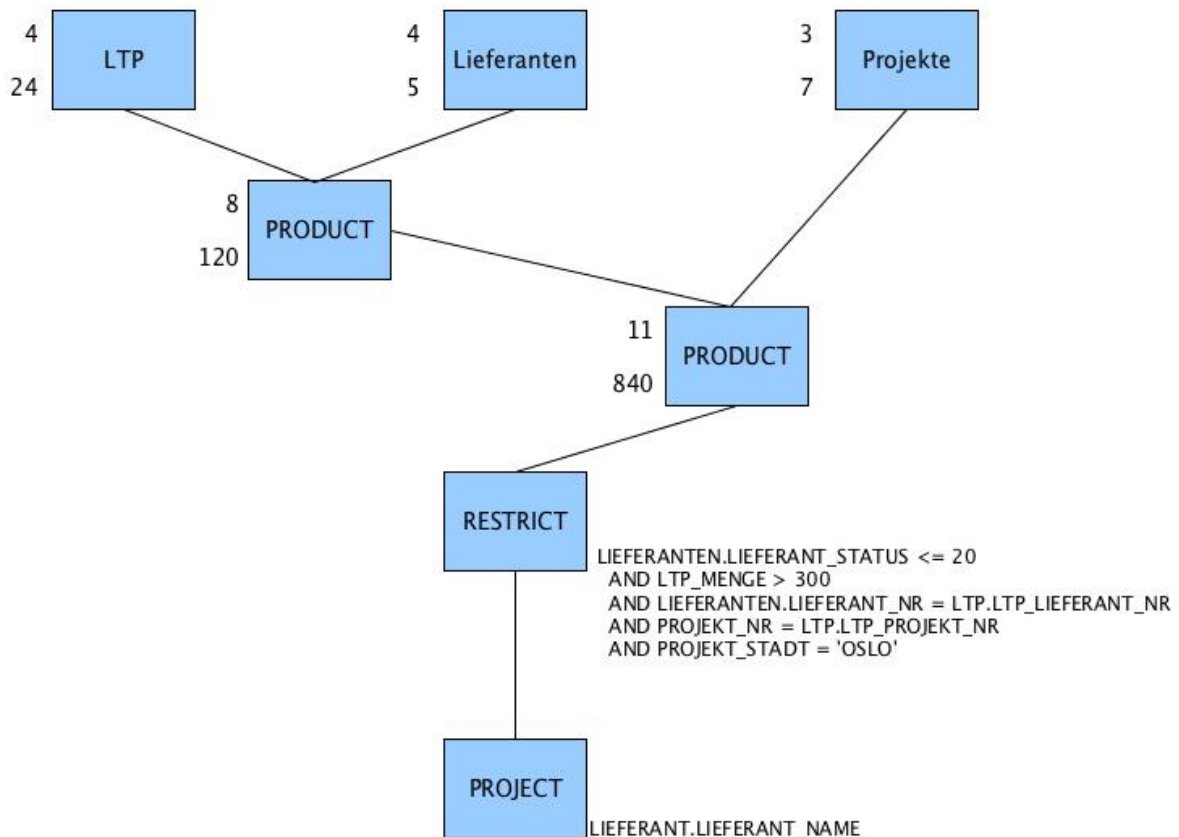 4
LTP
24
4
Lieferanten
5
3
Projekte
7
8
PRODUCT
120
11
PRODUCT
840
RESTRICT
LIEFERANTEN.LIEFERANT_STATUS <= 20
AND LTP_MENGE > 300
AND LIEFERANTEN.LIEFERANT_NR = LTP.LTP_LIEFERANT_NR
AND PROJEKT_NR = LTP.LTP_PROJEKT_NR
AND PROJEKT_STADT = 'OSLO'
PROJECT
LIEFERANT.LIEFERANT_NAME